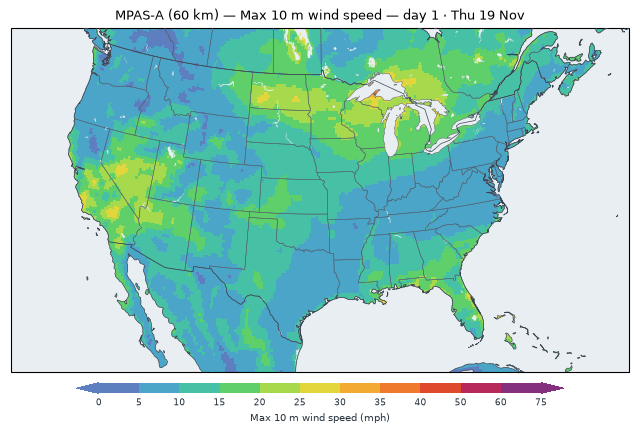 MPAS-A (60 km) — Max 10 m wind speed — day 1 · Thu 19 Nov
0 5 10 15 20 25 30 35 40 50 60 75
Max 10 m wind speed (mph)